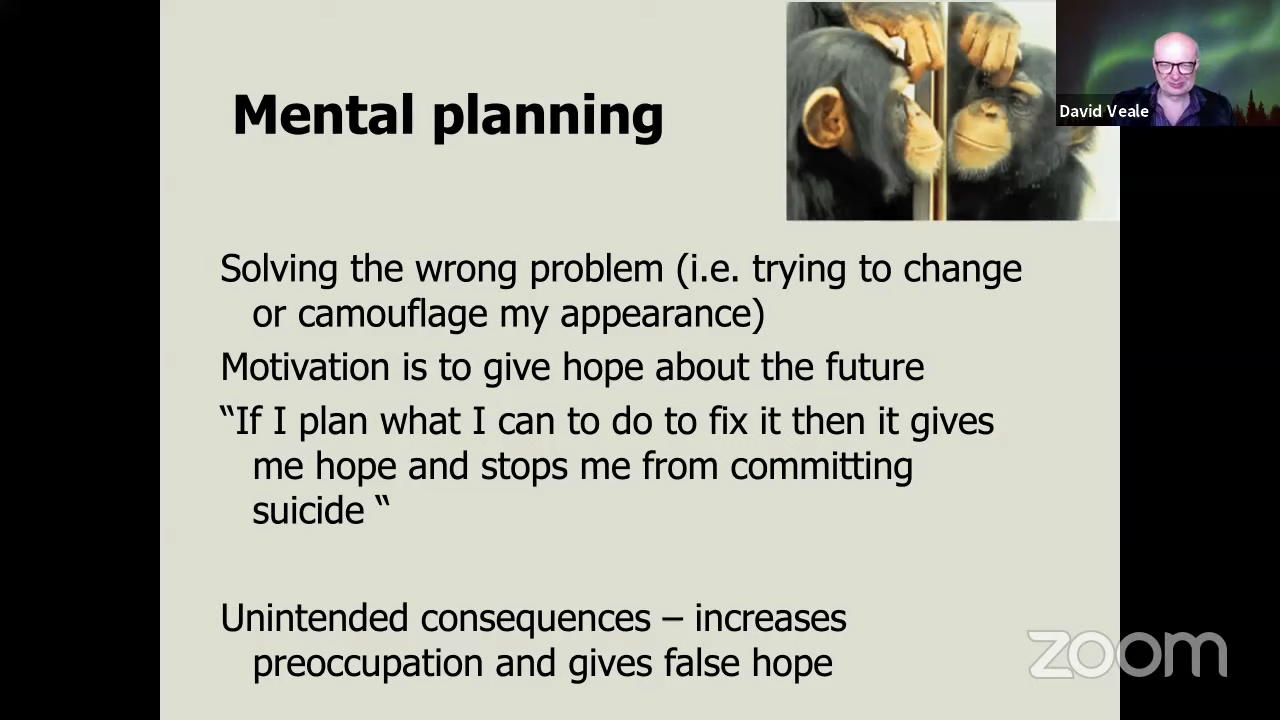 Mental planning
David Veale
Solving the wrong problem (i.e. trying to change
or camouflage my appearance)
Motivation is to give hope about the future
“If I plan what I can to do to fix it then it gives
me hope and stops me from committing
suicide “
Unintended consequences – increases
preoccupation and gives false hope
zoom